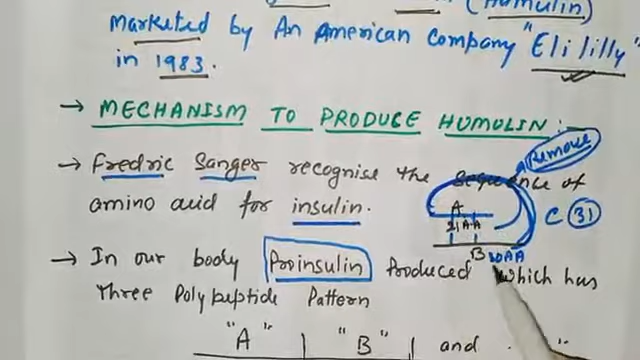 (Humulin)
marketed by An American company "Eli lilly"
in 1983.
→ MECHANISM TO PRODUCE HUMULIN:-
Remove
→ Fredric Sanger recognise the sequence of
amino acid for insulin.
A
21AA
C (31)
B 30AA
→ In our body Proinsulin Produced which has
three Polypeptide Pattern
"A" | "B" | and